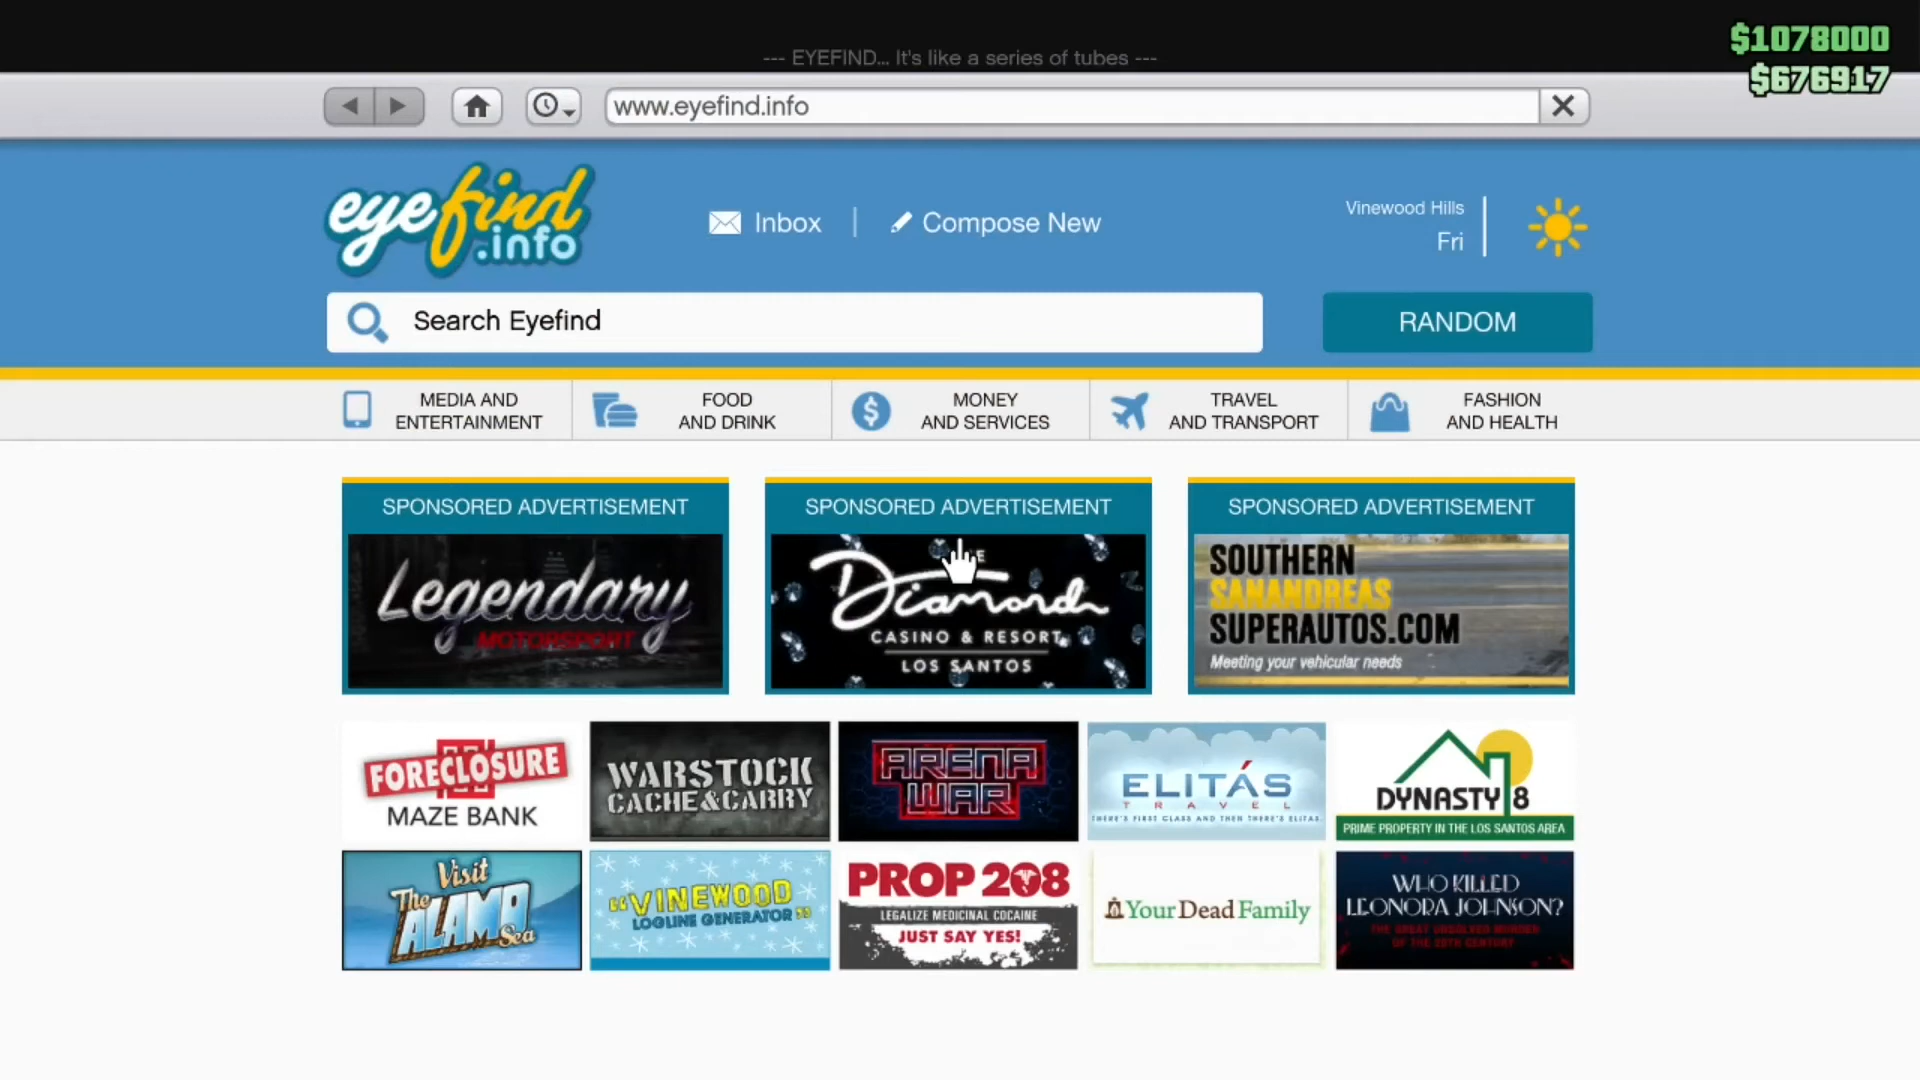 --- EYEFIND... It's like a series of tubes ---
$1078000
$676917
www.eyefind.info
eyefind
.info
Inbox
Compose New
Vinewood Hills
Fri
Search Eyefind
RANDOM
MEDIA AND
ENTERTAINMENT
FOOD
AND DRINK
MONEY
AND SERVICES
TRAVEL
AND TRANSPORT
FASHION
AND HEALTH
SPONSORED ADVERTISEMENT
Legendary
MOTORSPORT
SPONSORED ADVERTISEMENT
Diamond
CASINO & RESORT
LOS SANTOS
SPONSORED ADVERTISEMENT
SOUTHERN
SANANDREAS
SUPERAUTOS.COM
Meeting your vehicular needs
FORECLOSURE
MAZE BANK
WARSTOCK
CACHE&CARRY
ARENA
WAR
ELITÁS
TRAVEL
THERE'S FIRST CLASS AND THEN THERE'S ELITAS.
DYNASTY 8
PRIME PROPERTY IN THE LOS SANTOS AREA
Visit
The
ALAMO
Sea
"VINEWOOD
LOGLINE GENERATOR"
PROP 208
LEGALIZE MEDICINAL COCAINE
JUST SAY YES!
YourDeadFamily
WHO KILLED
LEONORA JOHNSON?
THE GREAT UNSOLVED MURDER
OF THE 20TH CENTURY